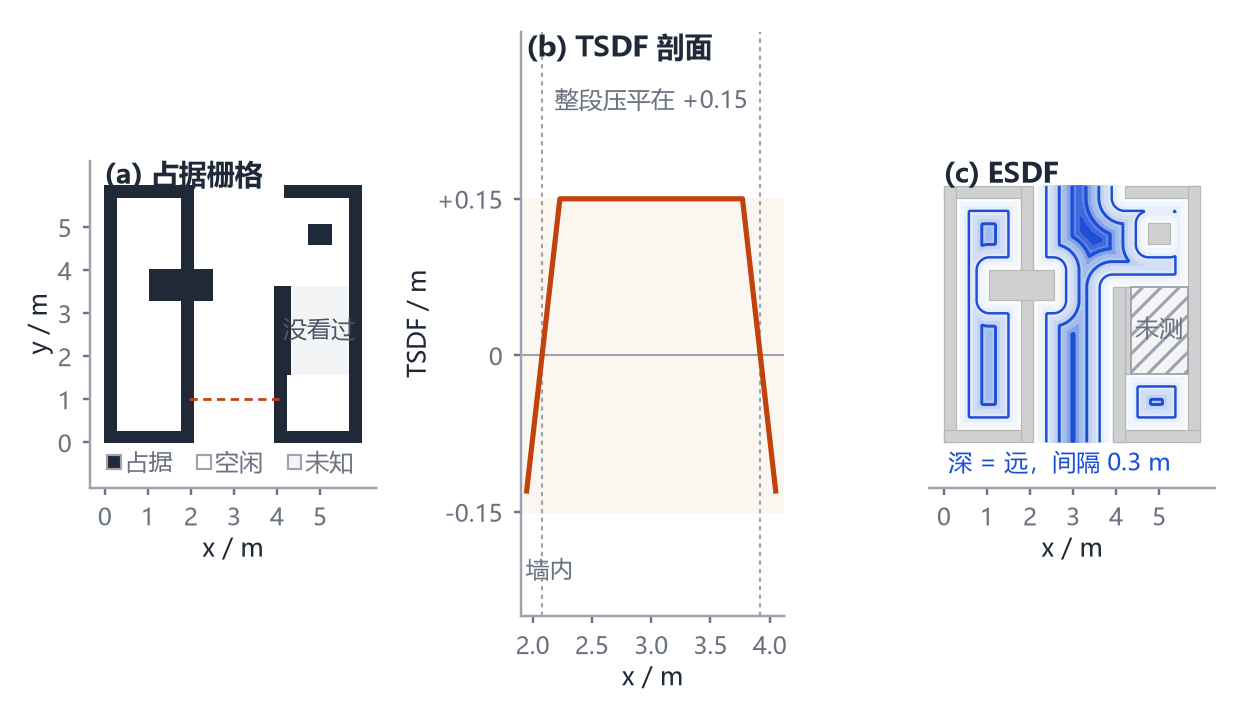 (a) 占据栅格
y / m
5
4
3
2
1
0
没看过
占据 空闲 未知
0 1 2 3 4 5
x / m
(b) TSDF 剖面
整段压平在 +0.15
TSDF / m
+0.15
0
-0.15
墙内
2.0 2.5 3.0 3.5 4.0
x / m
(c) ESDF
未测
深 = 远，间隔 0.3 m
0 1 2 3 4 5
x / m